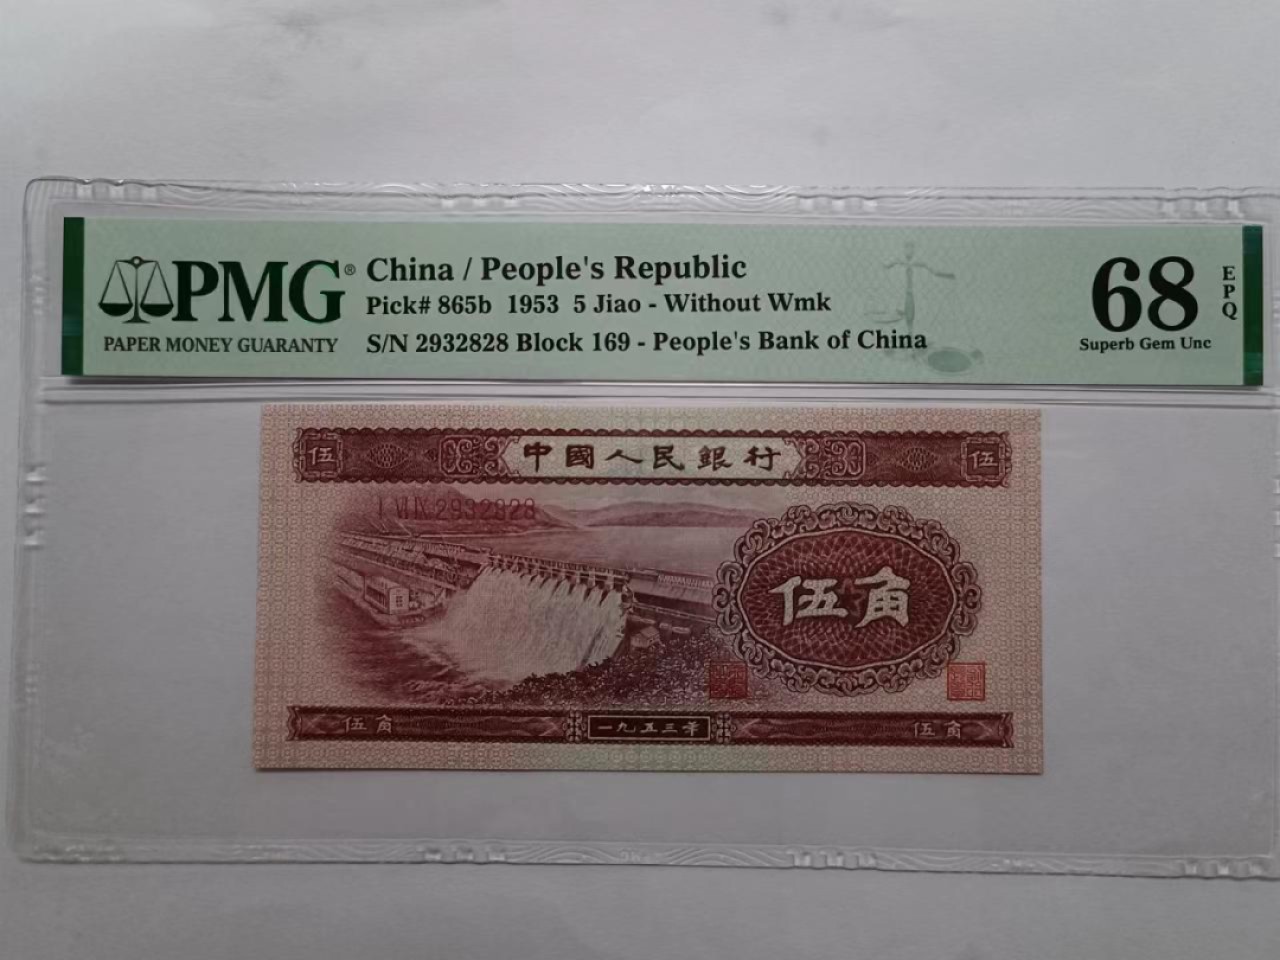 PMG®
PAPER MONEY GUARANTY
China / People's Republic
Pick# 865b 1953 5 Jiao - Without Wmk
S/N 2932828 Block 169 - People's Bank of China
68
EPQ
Superb Gem Unc
伍
中國人民銀行
伍
I VI IX 2932828
伍角
伍角
一九五三年
伍角